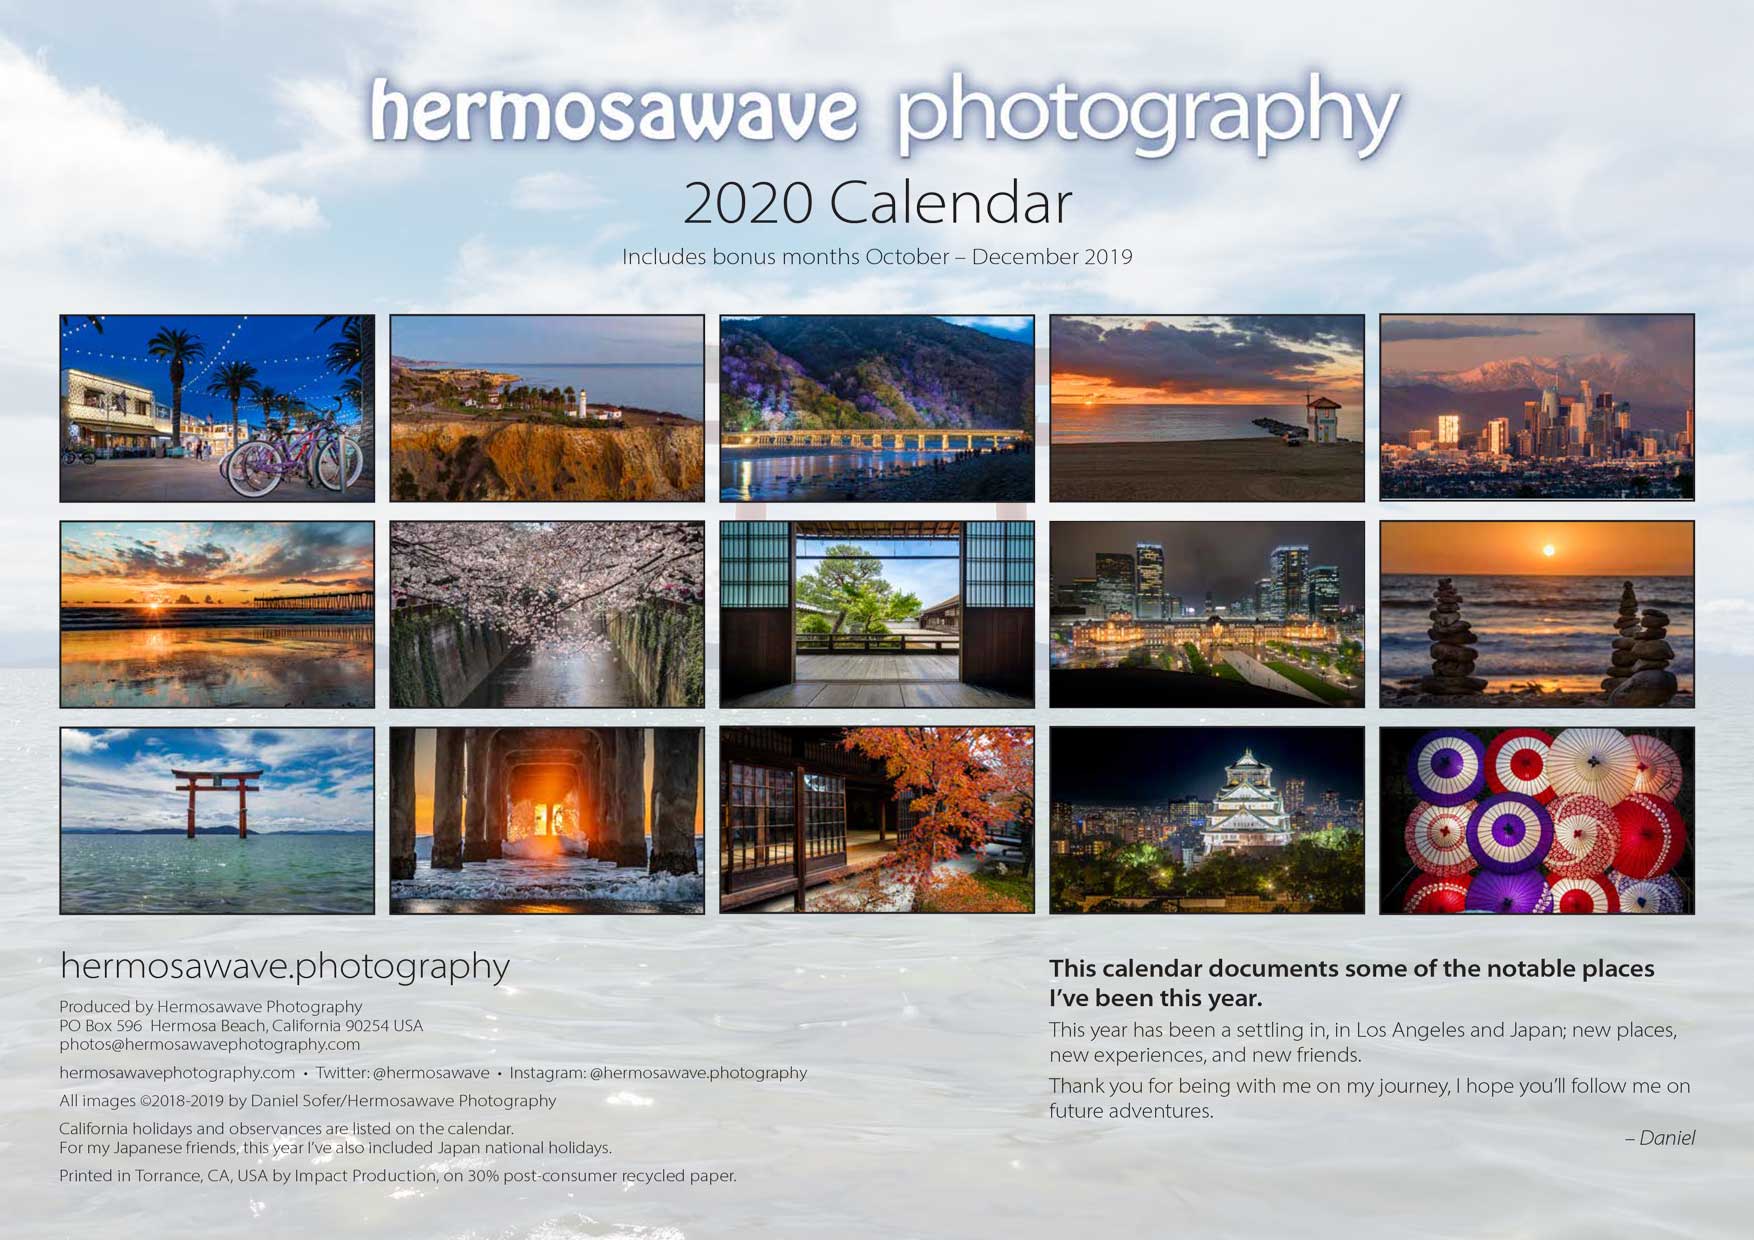 hermosawave photography
2020 Calendar
Includes bonus months October – December 2019
hermosawave.photography
Produced by Hermosawave Photography
PO Box 596  Hermosa Beach, California 90254 USA
photos@hermosawavephotography.com
hermosawavephotography.com • Twitter: @hermosawave • Instagram: @hermosawave.photography
All images ©2018-2019 by Daniel Sofer/Hermosawave Photography
California holidays and observances are listed on the calendar.
For my Japanese friends, this year I've also included Japan national holidays.
Printed in Torrance, CA, USA by Impact Production, on 30% post-consumer recycled paper.
This calendar documents some of the notable places
I've been this year.
This year has been a settling in, in Los Angeles and Japan; new places,
new experiences, and new friends.
Thank you for being with me on my journey, I hope you'll follow me on
future adventures.
– Daniel